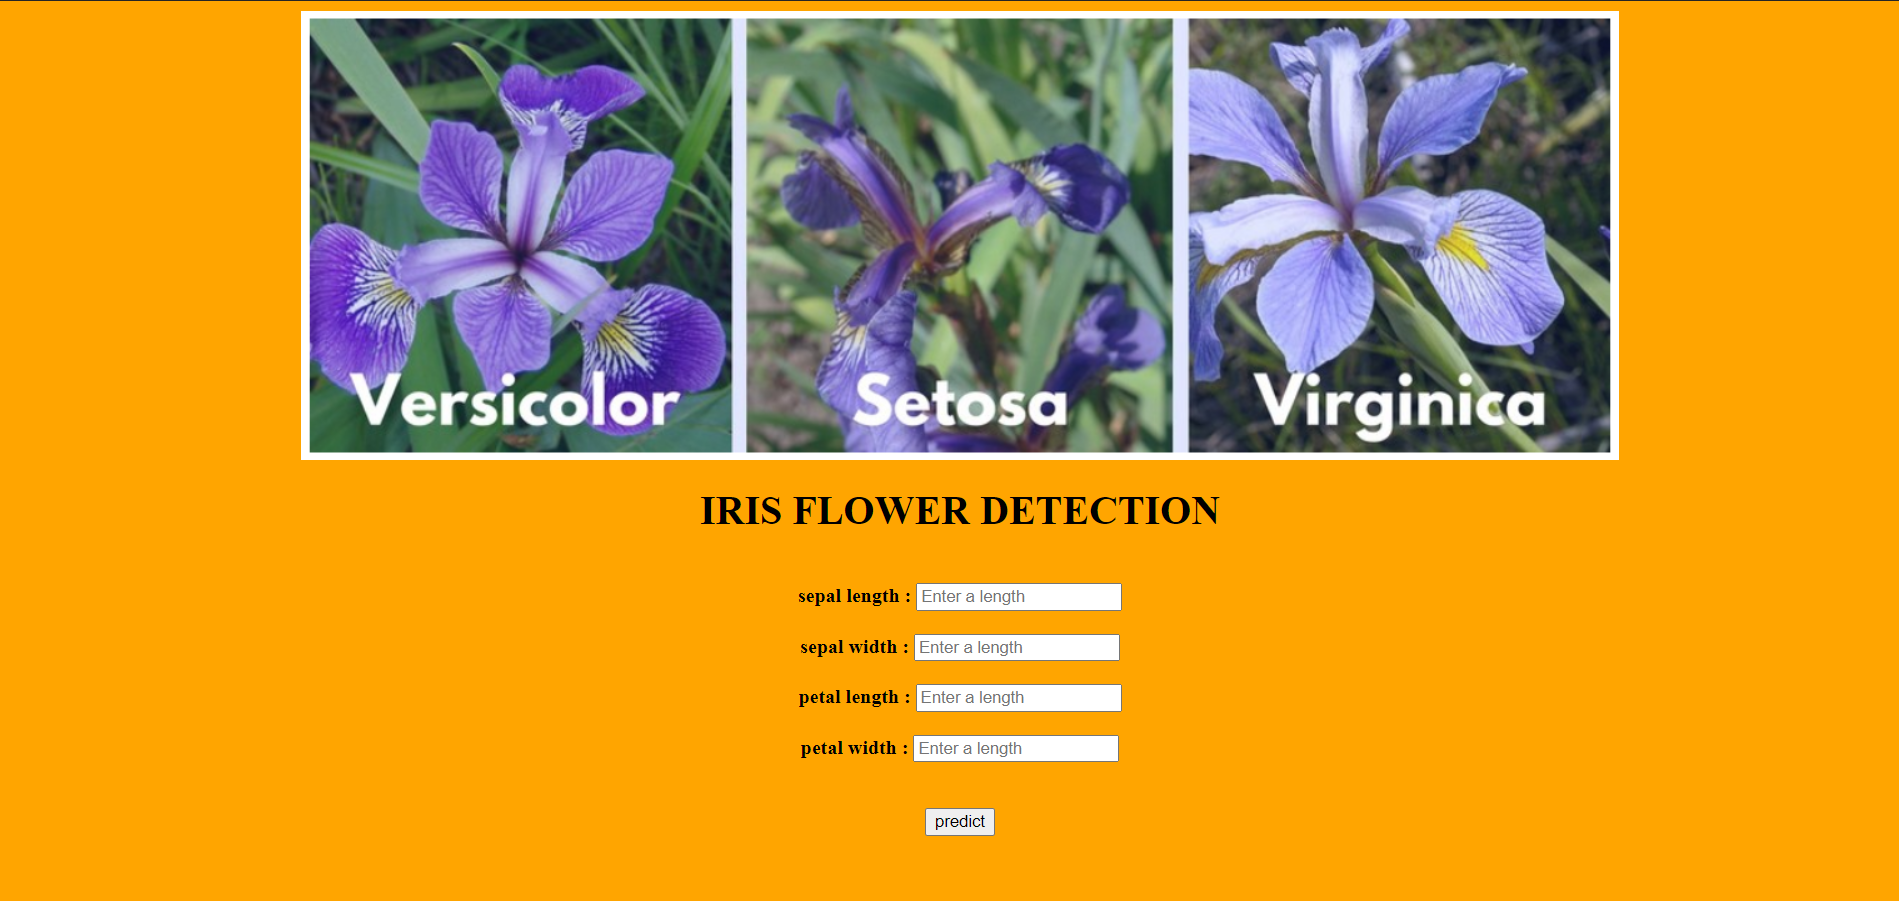 Versicolor Setosa Virginica
IRIS FLOWER DETECTION
sepal length : Enter a length
sepal width : Enter a length
petal length : Enter a length
petal width : Enter a length
predict